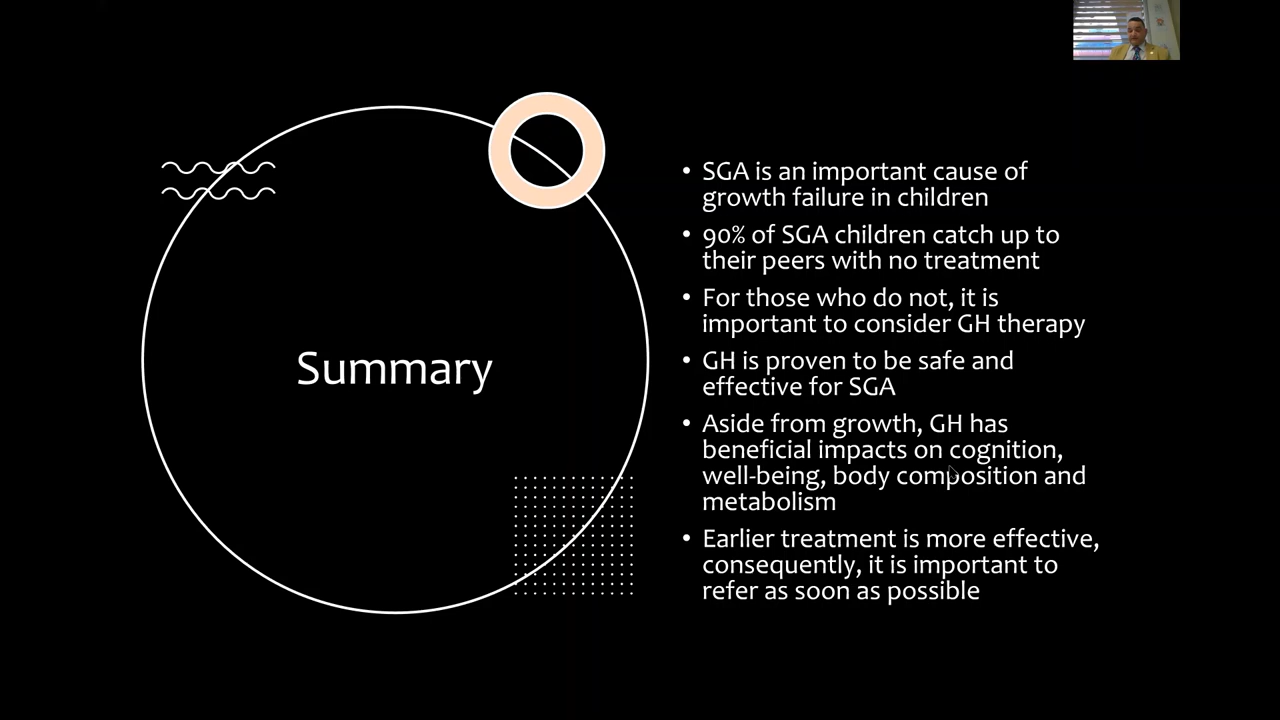 Summary
• SGA is an important cause of
growth failure in children
• 90% of SGA children catch up to
their peers with no treatment
• For those who do not, it is
important to consider GH therapy
• GH is proven to be safe and
effective for SGA
• Aside from growth, GH has
beneficial impacts on cognition,
well-being, body composition and
metabolism
• Earlier treatment is more effective,
consequently, it is important to
refer as soon as possible